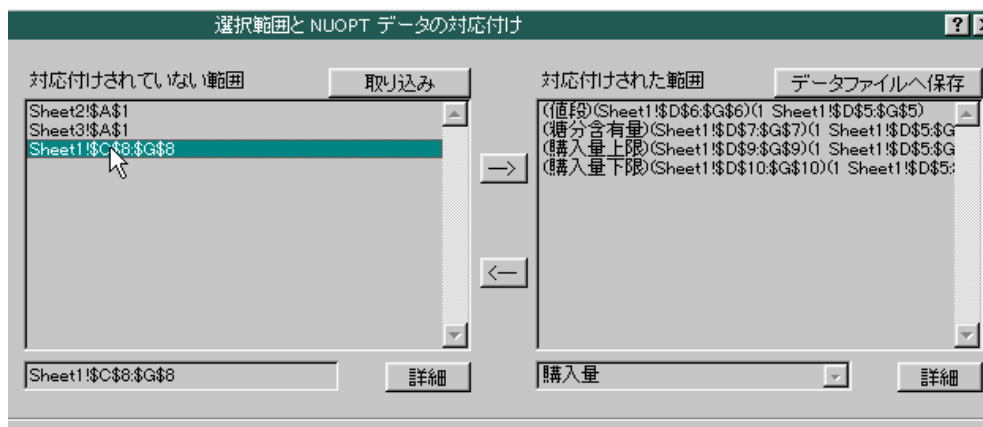 選択範囲と NUOPT データの対応付け
対応付けされていない範囲
取り込み
対応付けされた範囲
データファイルへ保存
Sheet2!$A$1
Sheet3!$A$1
Sheet1!$C$8:$G$8
(値段)(Sheet1!$D$6:$G$6)(1 Sheet1!$D$5:$G$5)
(糖分含有量)(Sheet1!$D$7:$G$7)(1 Sheet1!$D$5:$G
(購入量上限)(Sheet1!$D$9:$G$9)(1 Sheet1!$D$5:$G
(購入量下限)(Sheet1!$D$10:$G$10)(1 Sheet1!$D$5:
-->
<--
Sheet1!$C$8:$G$8
詳細
購入量
詳細